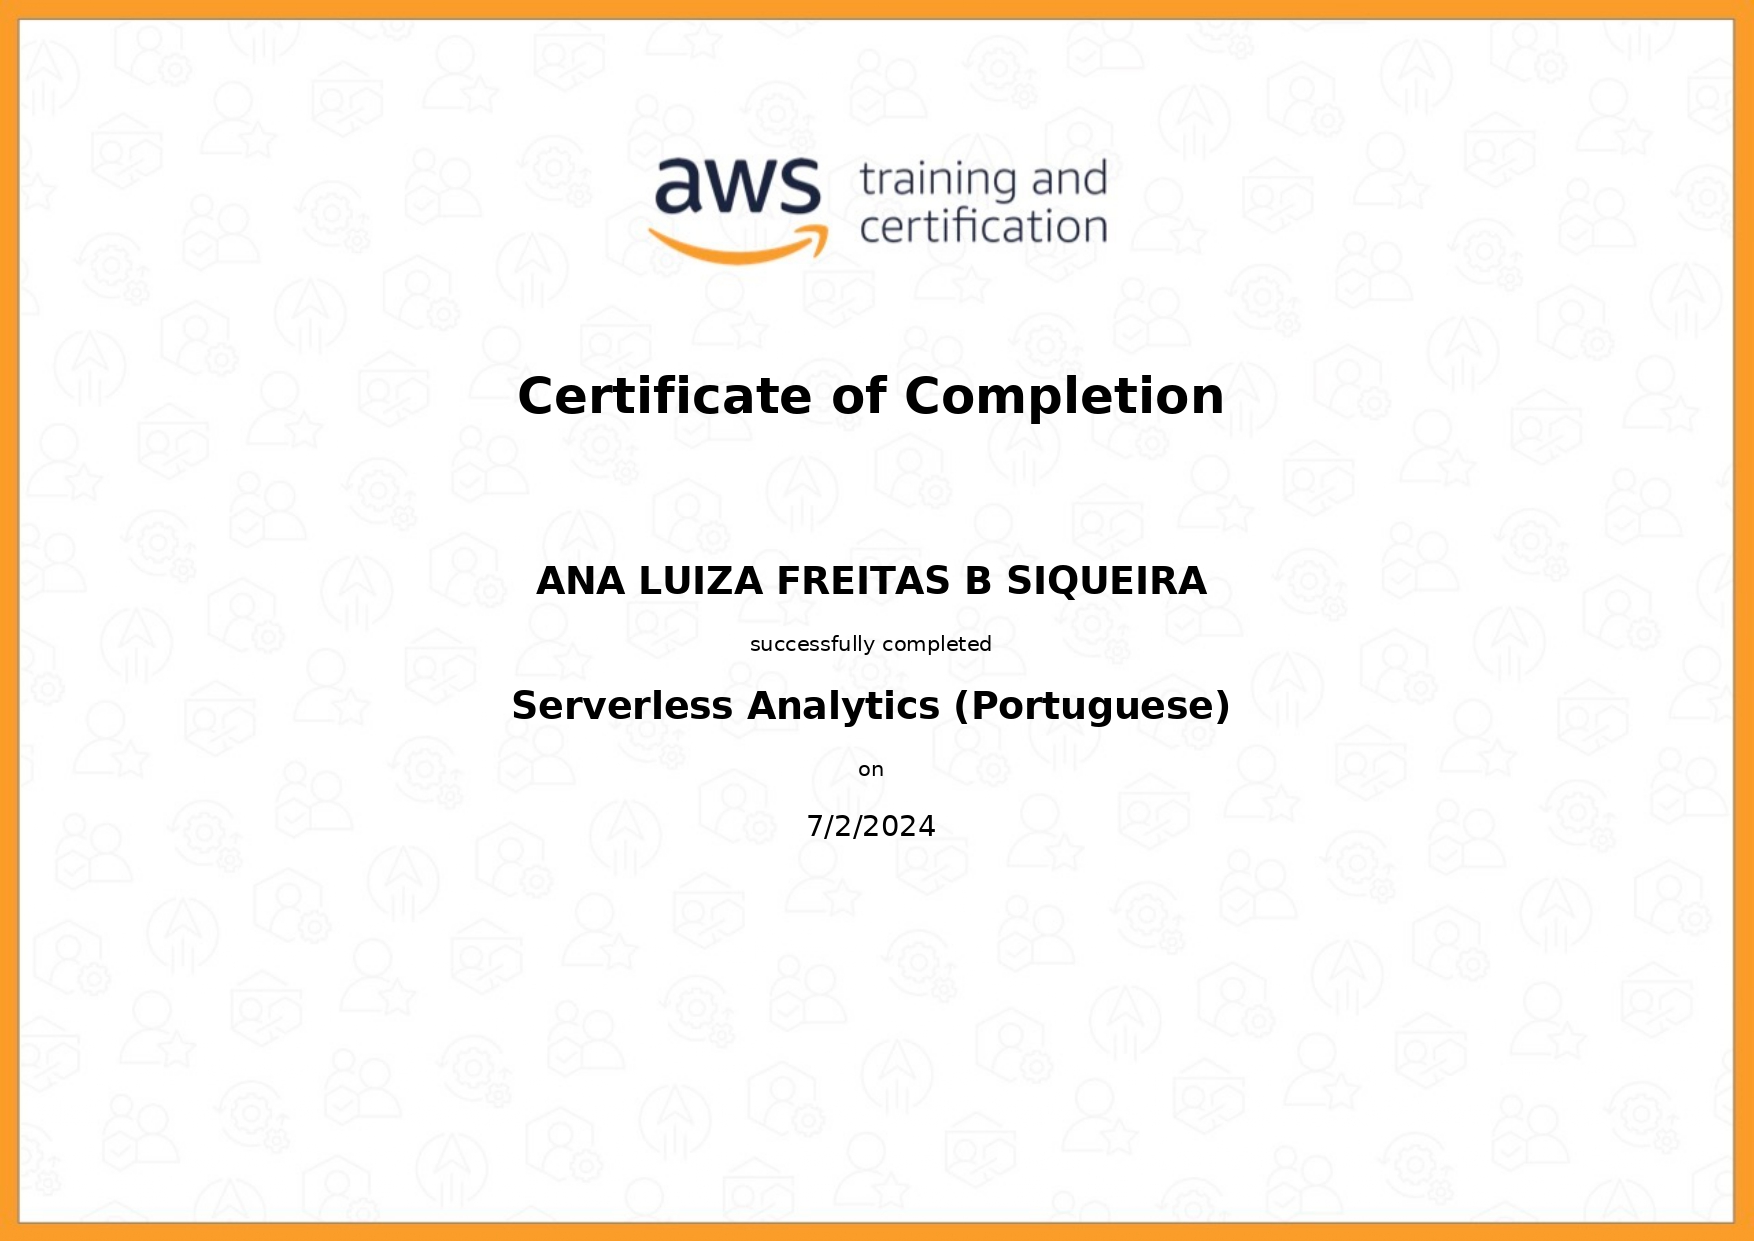 aws training and
certification
Certificate of Completion
ANA LUIZA FREITAS B SIQUEIRA
successfully completed
Serverless Analytics (Portuguese)
on
7/2/2024